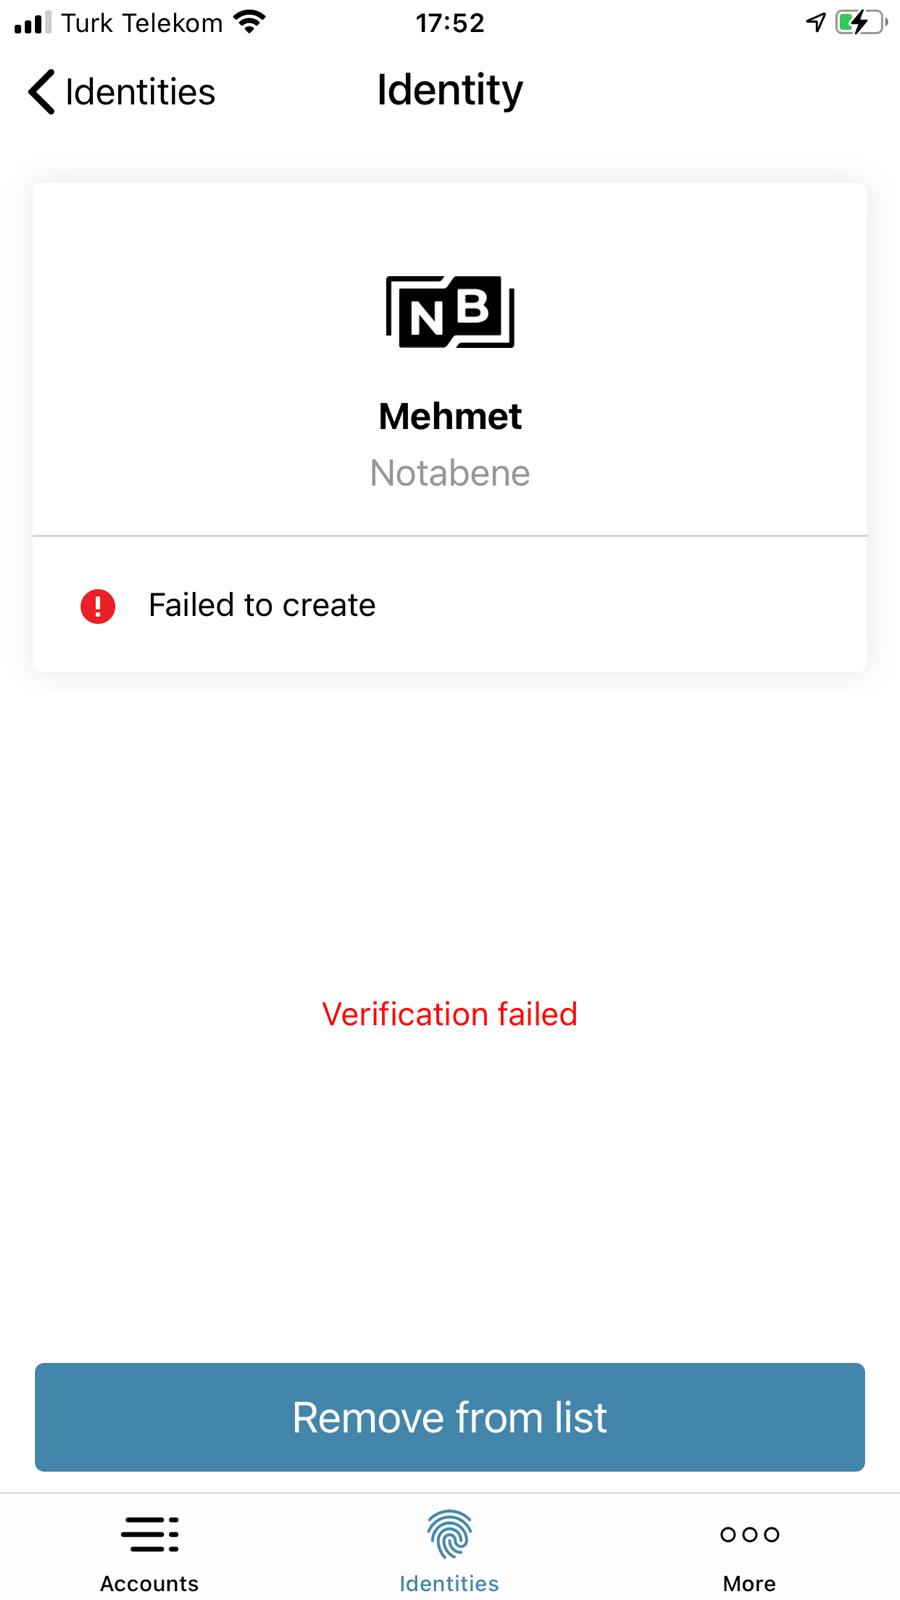 Turk Telekom 17:52
Identities Identity
NB
Mehmet
Notabene
! Failed to create
Verification failed
Remove from list
Accounts Identities More